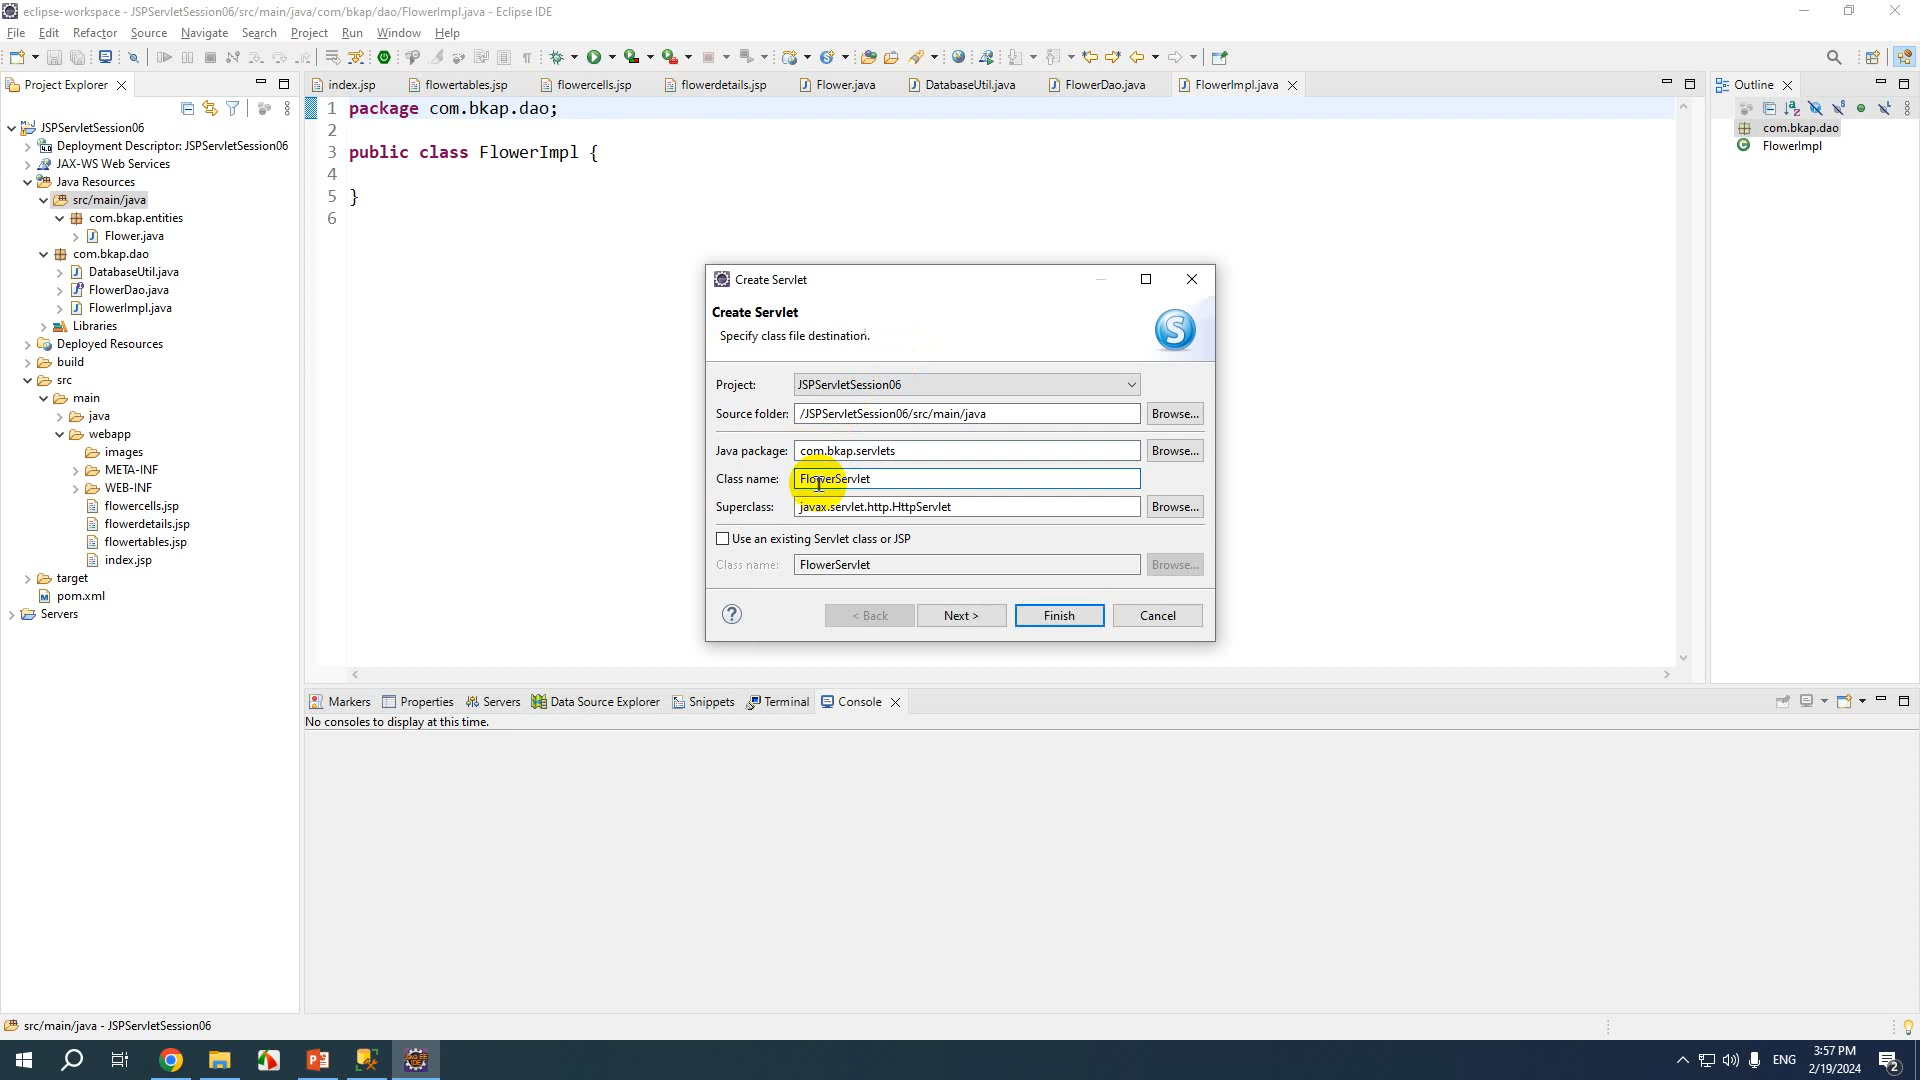 eclipse-workspace - JSPServletSession06/src/main/java/com/bkap/dao/FlowerImpl.java - Eclipse IDE
File Edit Refactor Source Navigate Search Project Run Window Help
Project Explorer
index.jsp flowertables.jsp flowercells.jsp flowerdetails.jsp Flower.java DatabaseUtil.java FlowerDao.java FlowerImpl.java
Outline
JSPServletSession06
Deployment Descriptor: JSPServletSession06
JAX-WS Web Services
Java Resources
src/main/java
com.bkap.entities
Flower.java
com.bkap.dao
DatabaseUtil.java
FlowerDao.java
FlowerImpl.java
Libraries
Deployed Resources
build
src
main
java
webapp
images
META-INF
WEB-INF
flowercells.jsp
flowerdetails.jsp
flowertables.jsp
index.jsp
target
pom.xml
Servers
1 package com.bkap.dao;
2
3 public class FlowerImpl {
4
5 }
6
com.bkap.dao
FlowerImpl
Create Servlet
Create Servlet
Specify class file destination.
Project: JSPServletSession06
Source folder: /JSPServletSession06/src/main/java Browse...
Java package: com.bkap.servlets Browse...
Class name: FlowerServlet
Superclass: javax.servlet.http.HttpServlet Browse...
Use an existing Servlet class or JSP
Class name: FlowerServlet Browse...
< Back Next > Finish Cancel
Markers Properties Servers Data Source Explorer Snippets Terminal Console
No consoles to display at this time.
src/main/java - JSPServletSession06
ENG
3:57 PM
2/19/2024
2